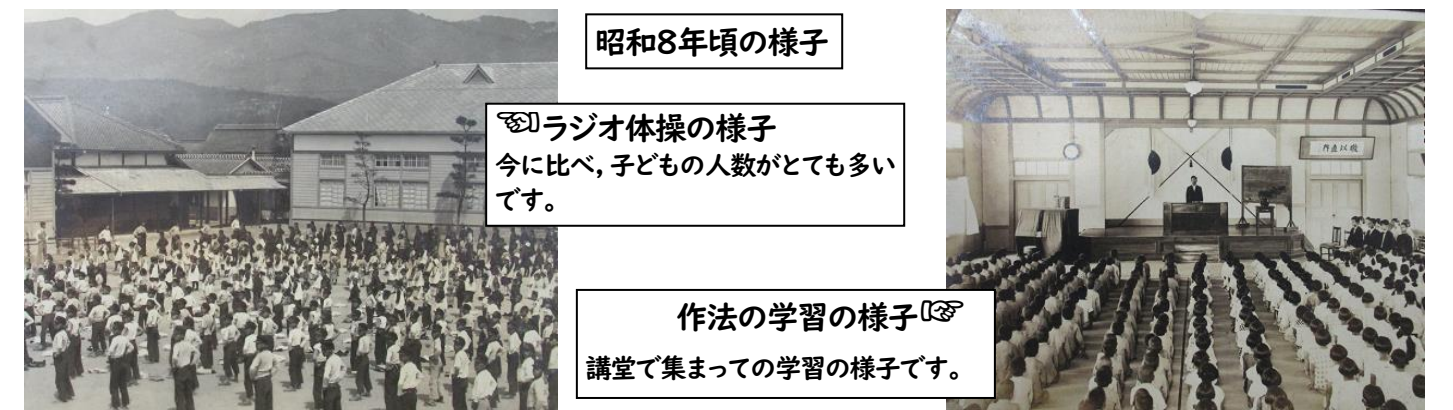 昭和8年頃の様子
☜ラジオ体操の様子
今に比べ，子どもの人数がとても多い
です。
作法の学習の様子☞
講堂で集まっての学習の様子です。